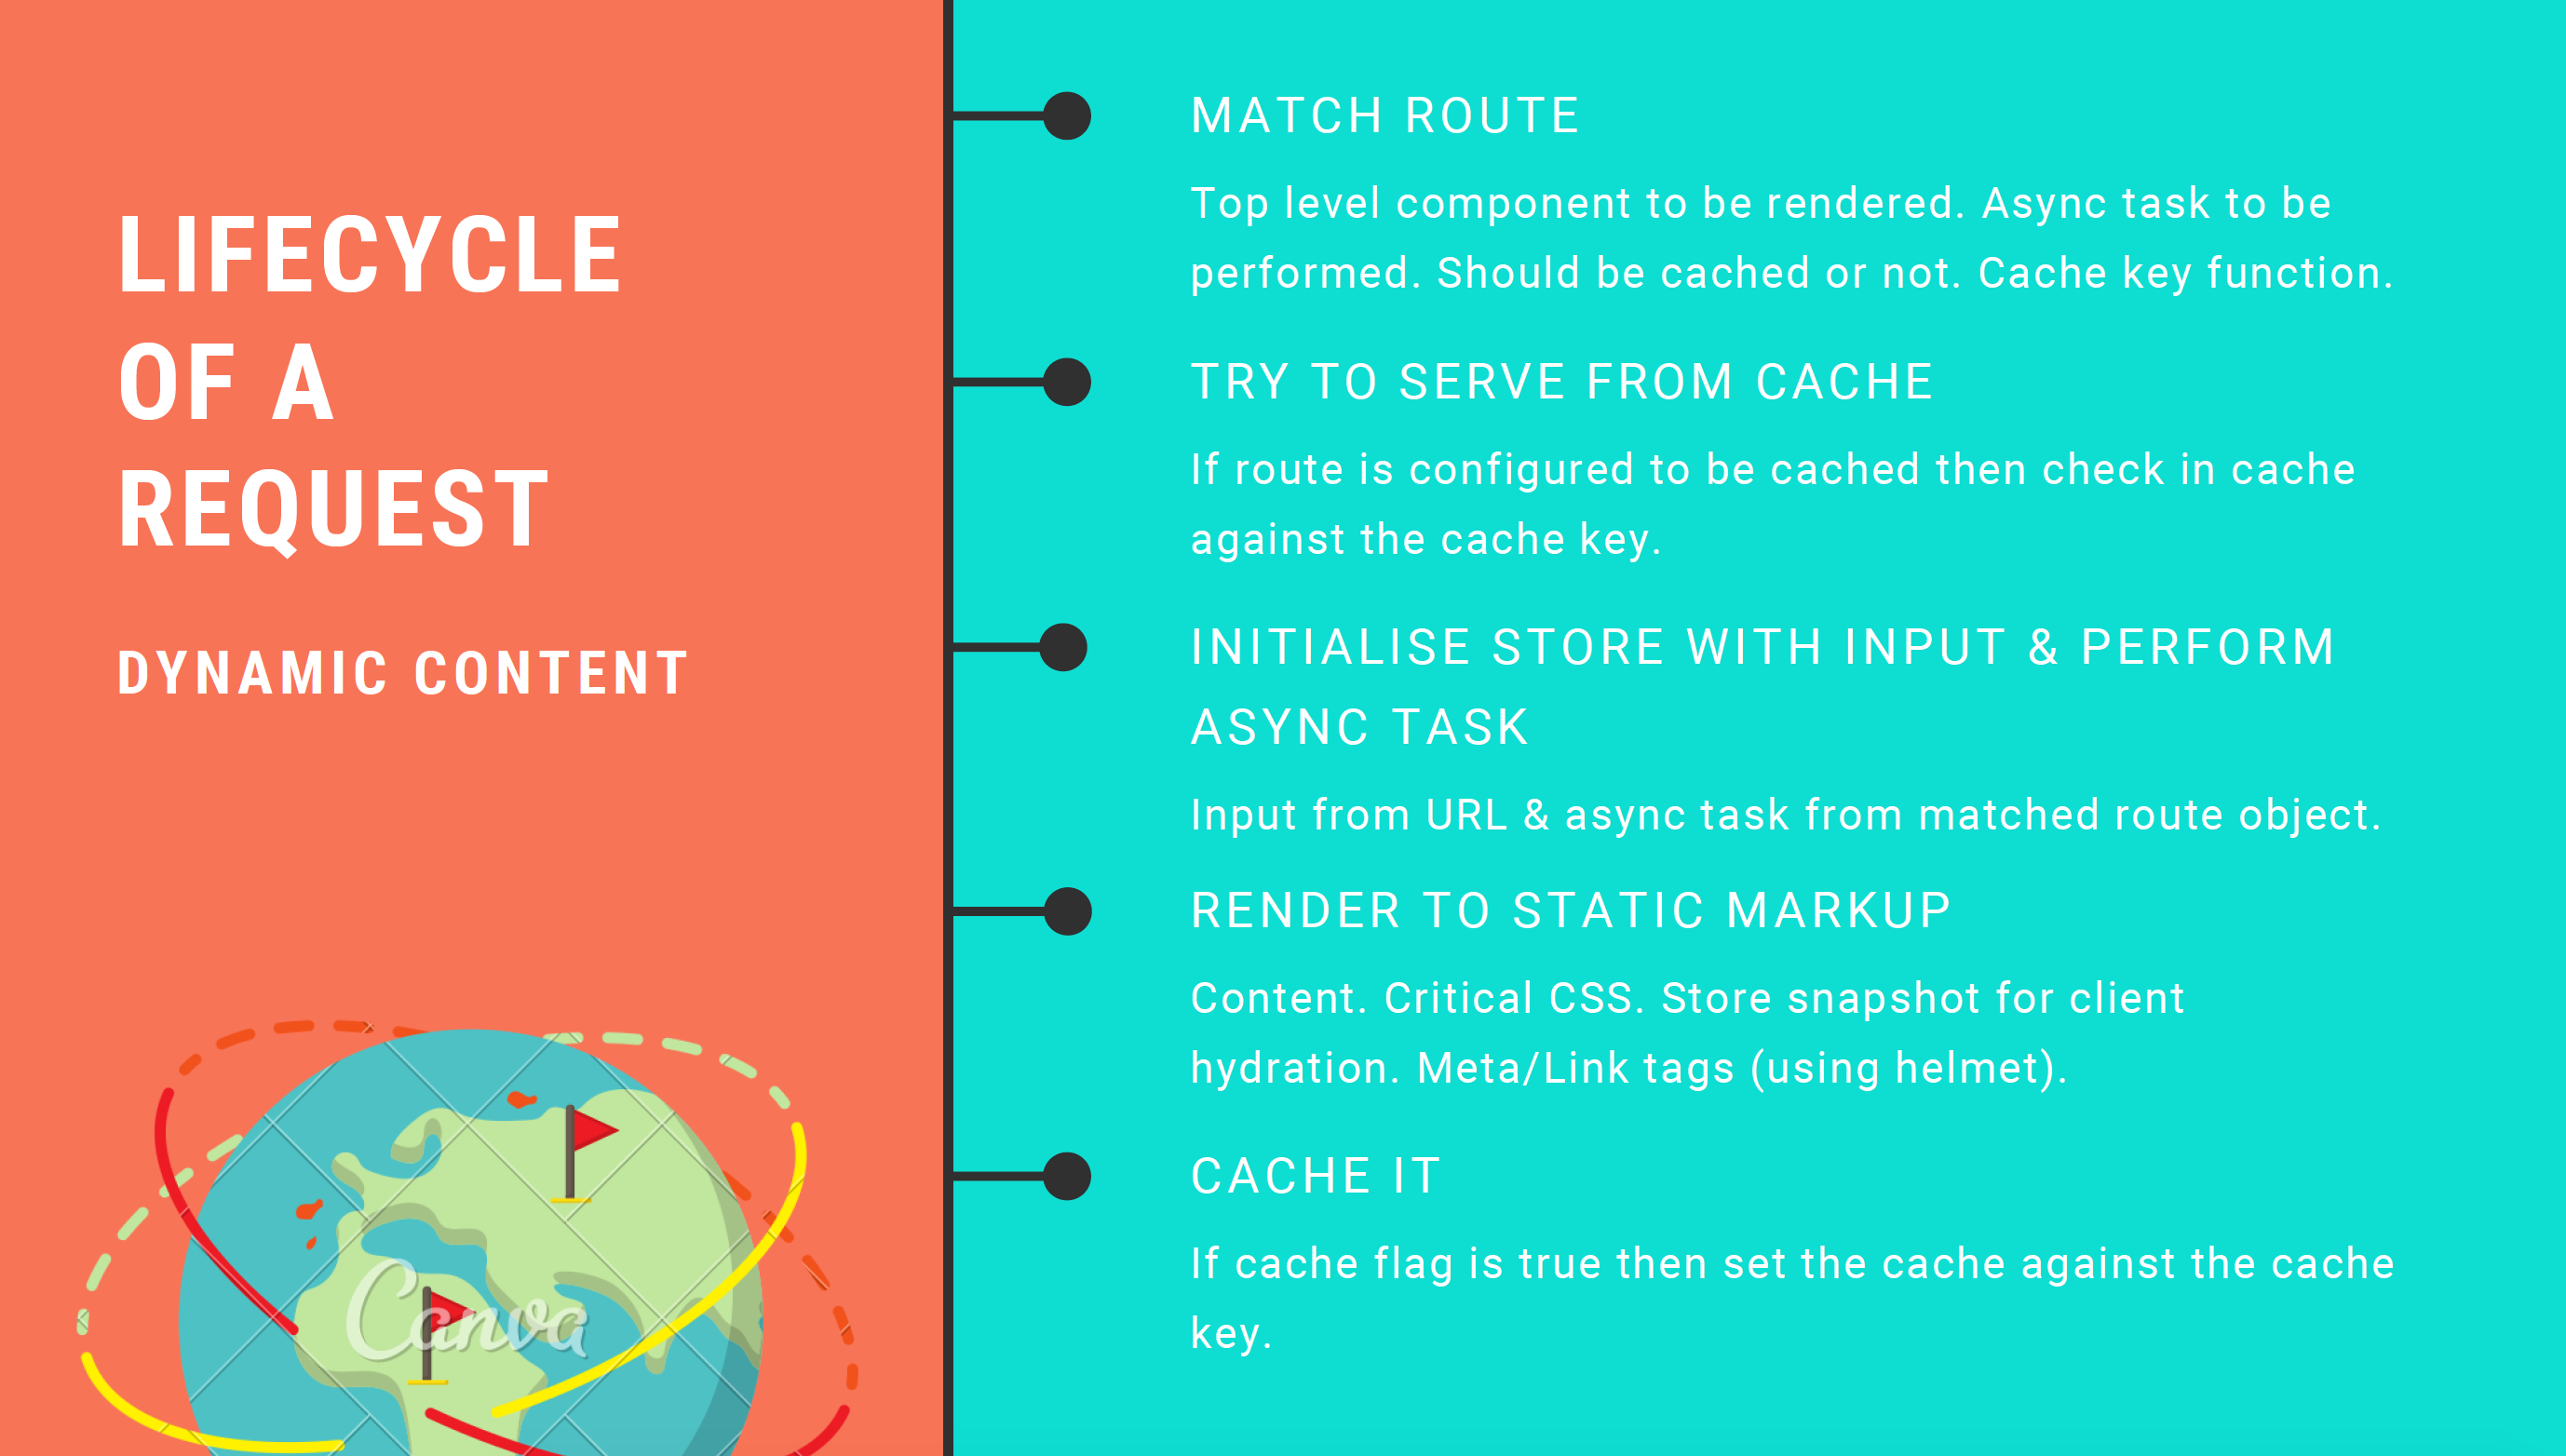 LIFECYCLE
OF A
REQUEST
DYNAMIC CONTENT
MATCH ROUTE
Top level component to be rendered. Async task to be
performed. Should be cached or not. Cache key function.
TRY TO SERVE FROM CACHE
If route is configured to be cached then check in cache
against the cache key.
INITIALISE STORE WITH INPUT & PERFORM
ASYNC TASK
Input from URL & async task from matched route object.
RENDER TO STATIC MARKUP
Content. Critical CSS. Store snapshot for client
hydration. Meta/Link tags (using helmet).
CACHE IT
If cache flag is true then set the cache against the cache
key.
Canva